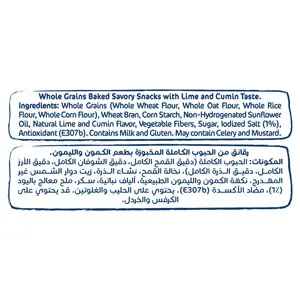 Whole Grains Baked Savory Snacks with Lime and Cumin Taste.
Ingredients: Whole Grains (Whole Wheat Flour, Whole Oat Flour, Whole Rice
Flour, Whole Corn Flour), Wheat Bran, Corn Starch, Non-Hydrogenated Sunflower
Oil, Natural Lime and Cumin Flavor, Vegetable Fibers, Sugar, Iodized Salt (1%),
Antioxidant (E307b). Contains Milk and Gluten. May contain Celery and Mustard.
رقائق من الحبوب الكاملة المخبوزة بطعم الكمون والليمون.
المكونات: الحبوب الكاملة (دقيق القمح الكامل، دقيق الشوفان الكامل، دقيق الأرز
الكامل، دقيق الذرة الكامل)، نخالة القمح، نشاء الذرة، زيت دوار الشمس غير
المهدرج، نكهة الكمون والليمون الطبيعية، ألياف نباتية، سكر، ملح معالج باليود
(١٪)، مضاد الأكسدة (E307b). يحتوي على الحليب والغلوتين. قد يحتوي على
الكرفس والخردل.